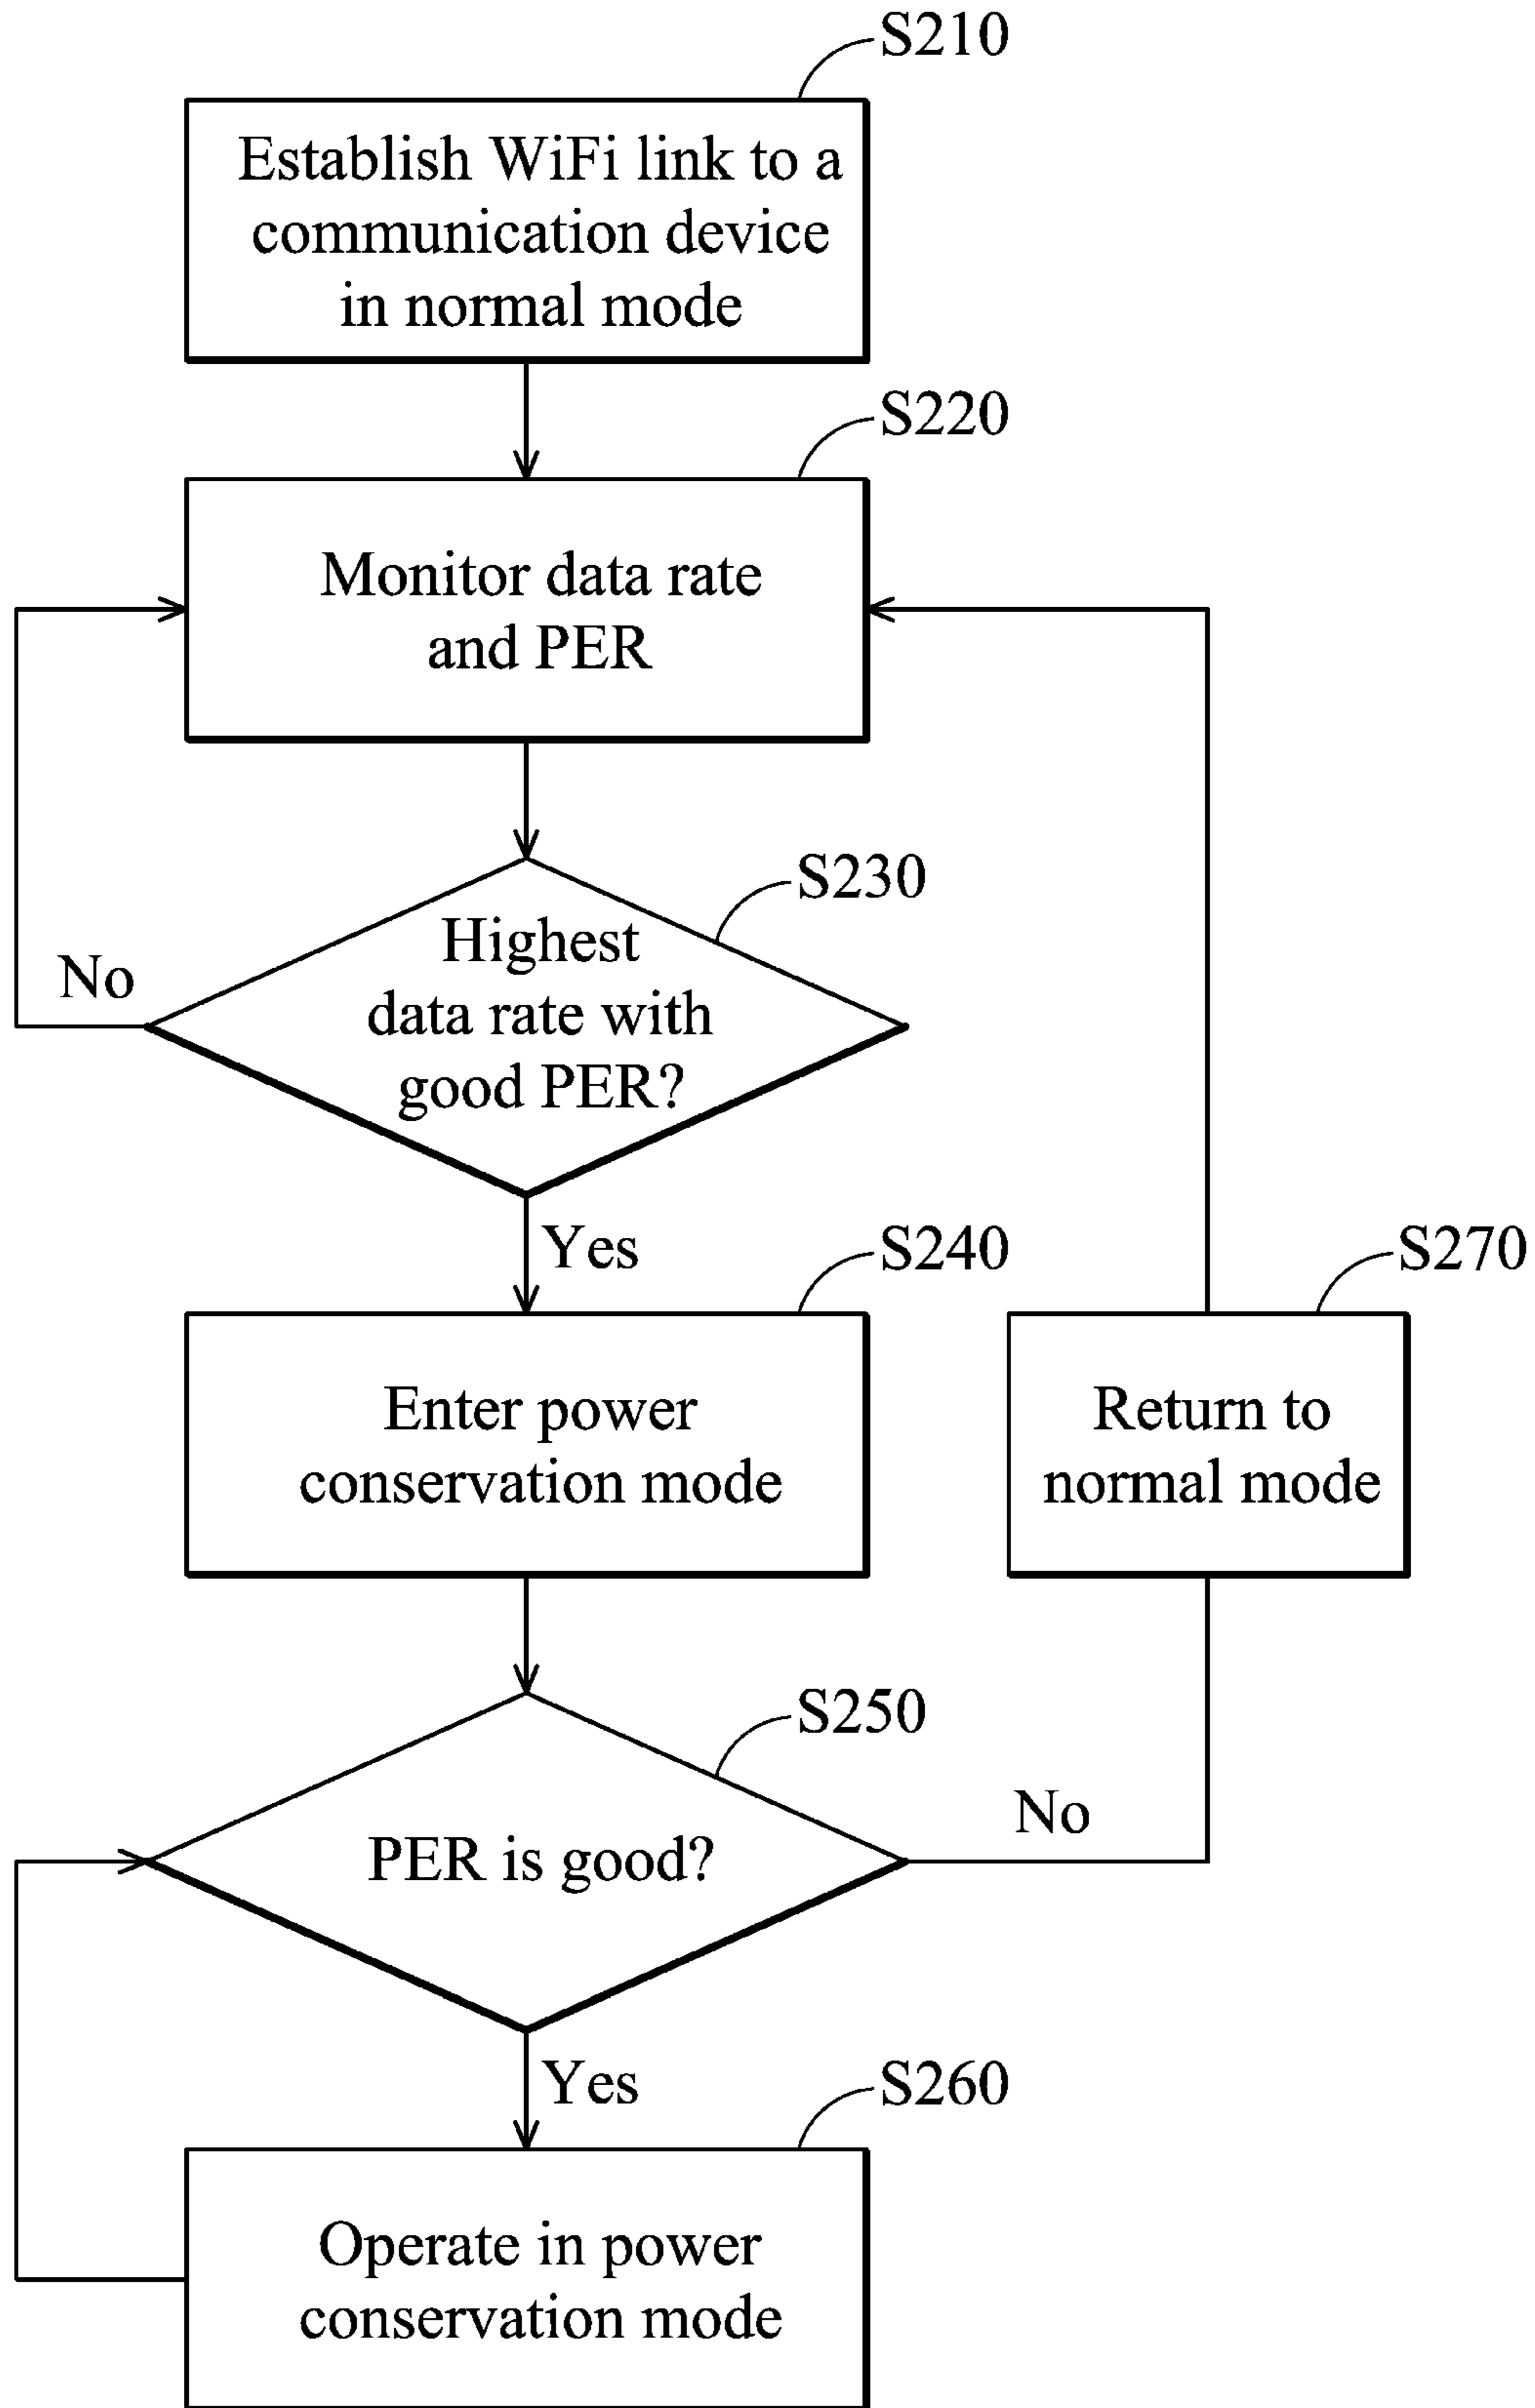 S210
Establish WiFi link to a
communication device
in normal mode
S220
Monitor data rate
and PER
S230
Highest
data rate with
good PER?
No
Yes
S240
Enter power
conservation mode
S270
Return to
normal mode
S250
PER is good?
No
Yes
S260
Operate in power
conservation mode